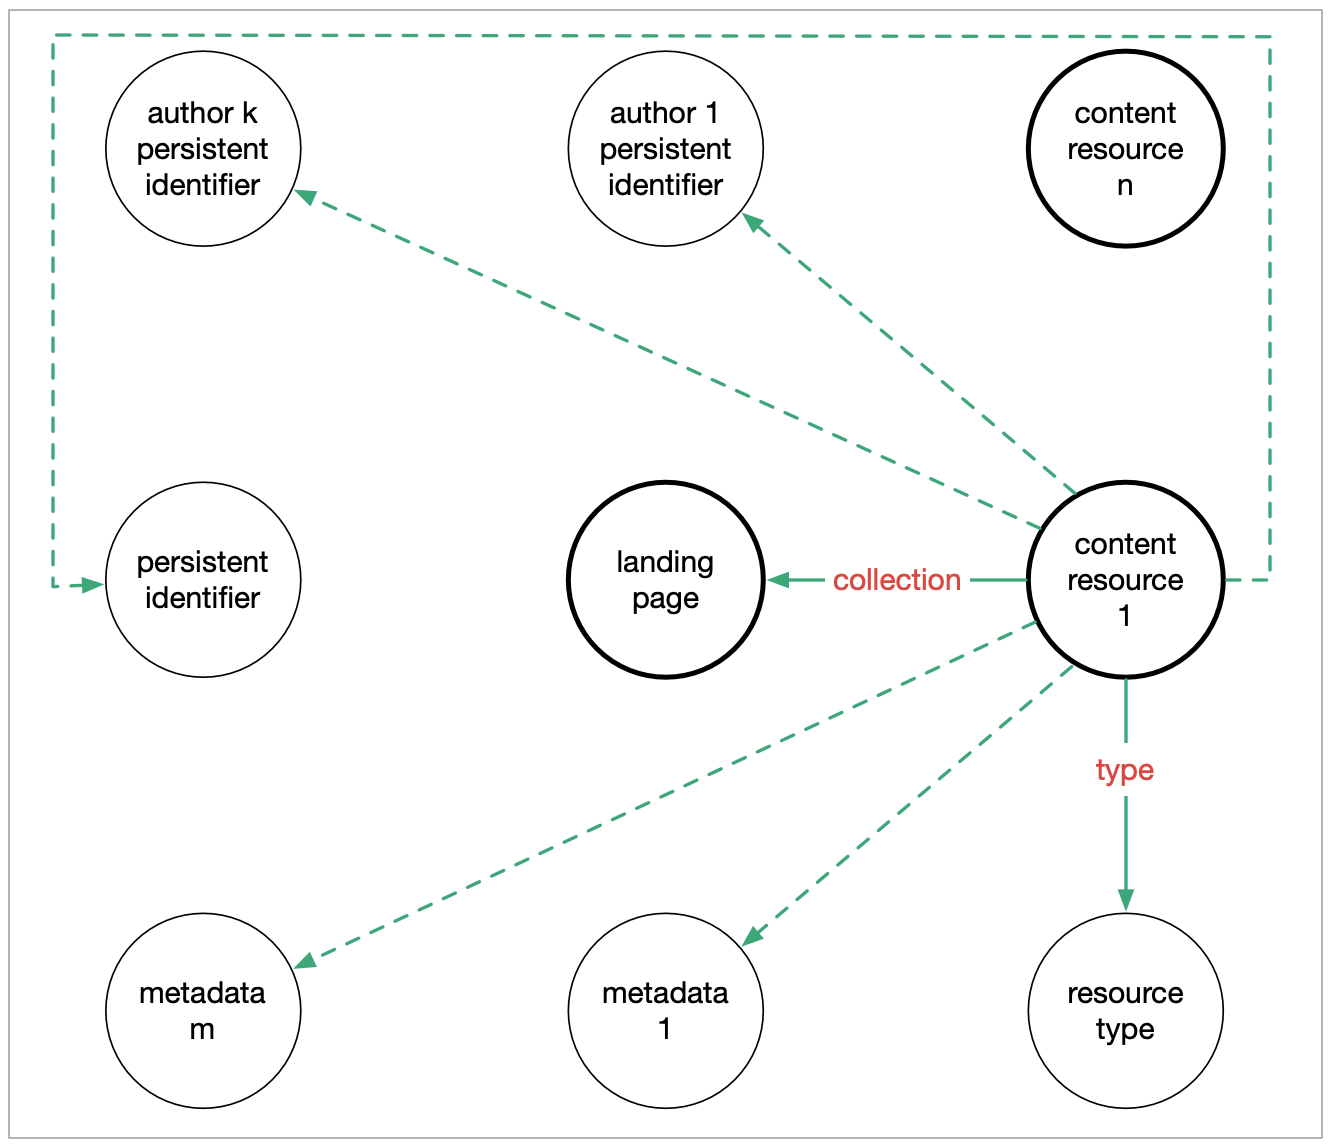 author k
persistent
identifier
author 1
persistent
identifier
content
resource
n
persistent
identifier
landing
page
collection
content
resource
1
type
metadata
m
metadata
1
resource
type